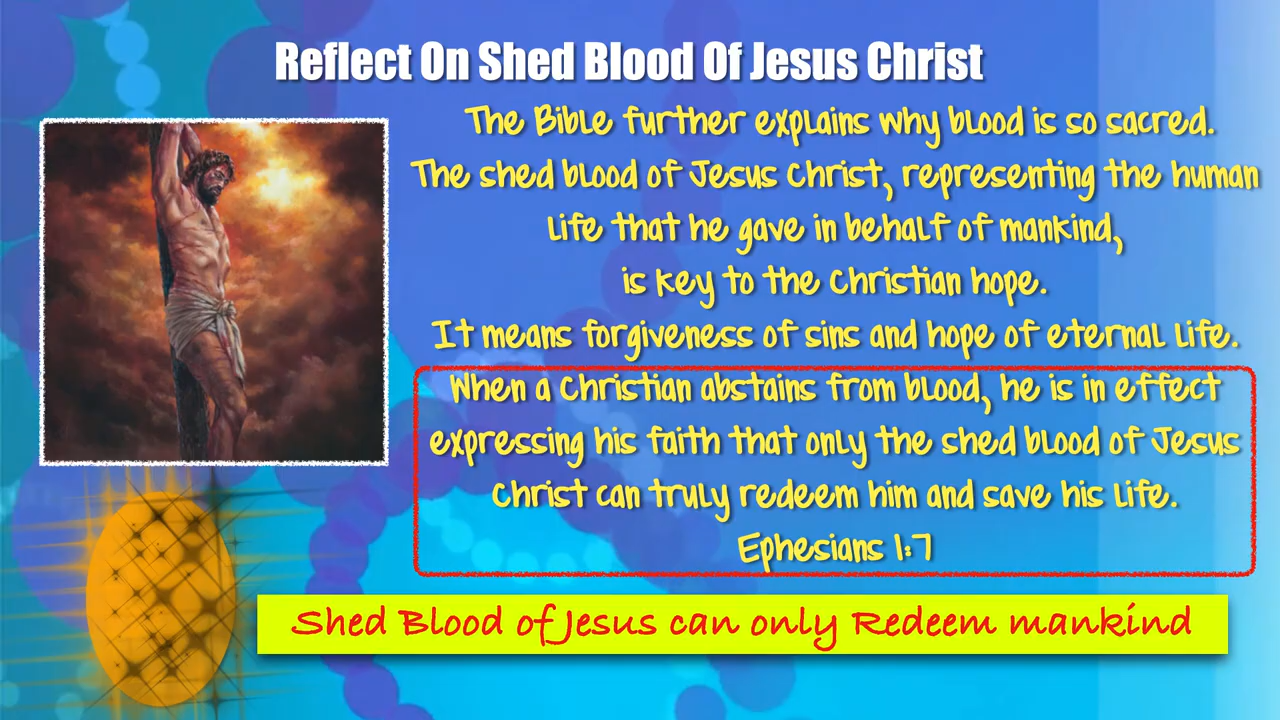 Reflect On Shed Blood Of Jesus Christ
The Bible further explains why blood is so sacred.
The shed blood of Jesus Christ, representing the human
life that he gave in behalf of mankind,
is key to the Christian hope.
It means forgiveness of sins and hope of eternal life.
When a Christian abstains from blood, he is in effect
expressing his faith that only the shed blood of Jesus
Christ can truly redeem him and save his life.
Ephesians 1:7
Shed Blood of Jesus can only Redeem mankind